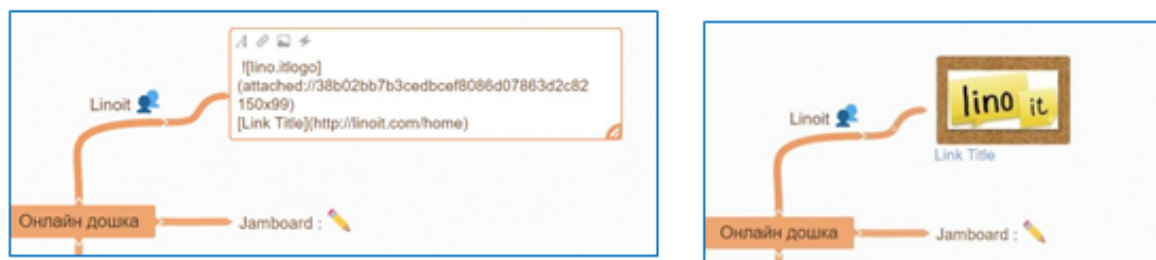 ![lino.itlogo]
(attached://38b02bb7b3cedbcef8086d07863d2c82
150x99)
[Link Title](http://linoit.com/home)
Linoit
Онлайн дошка
Jamboard :
lino it
Linoit
Link Title
Онлайн дошка
Jamboard :